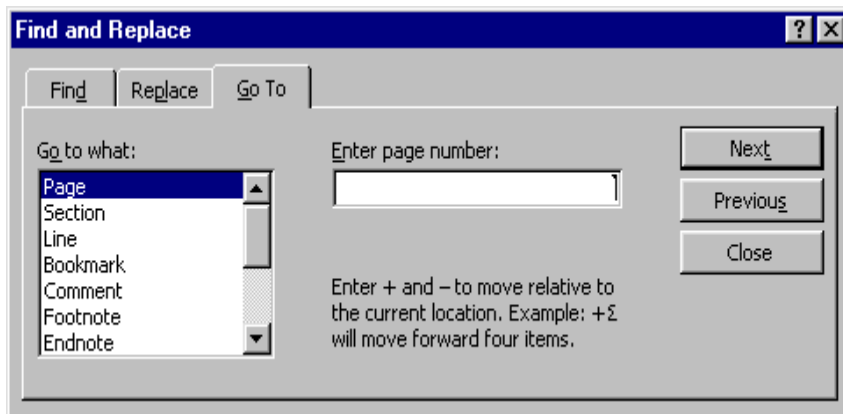 Find and Replace
Find
Replace
Go To
Go to what:
Enter page number:
Page
Section
Line
Bookmark
Comment
Footnote
Endnote
Enter + and – to move relative to
the current location. Example: +Σ
will move forward four items.
Next
Previous
Close